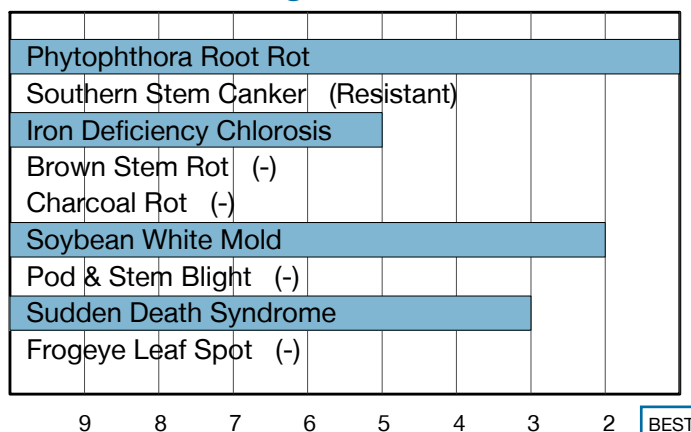 Phytophthora Root Rot
Southern Stem Canker (Resistant)
Iron Deficiency Chlorosis
Brown Stem Rot (-)
Charcoal Rot (-)
Soybean White Mold
Pod & Stem Blight (-)
Sudden Death Syndrome
Frogeye Leaf Spot (-)
9 8 7 6 5 4 3 2 BEST